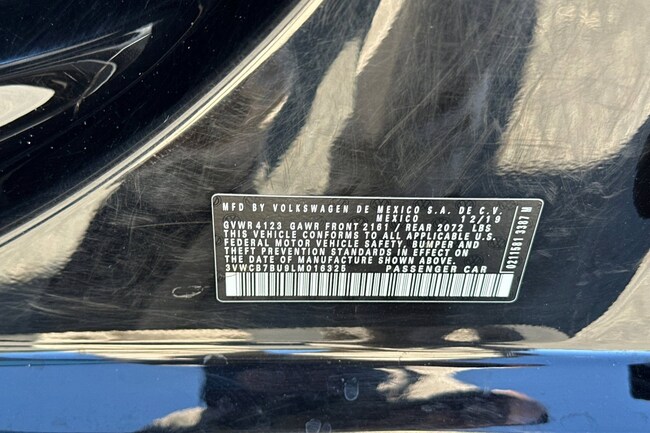 MFD BY VOLKSWAGEN DE MEXICO S.A. DE C.V.
MEXICO 12/19
GVWR 4123 GAWR FRONT 2161 / REAR 2072 LBS
THIS VEHICLE CONFORMS TO ALL APPLICABLE U.S.
FEDERAL MOTOR VEHICLE SAFETY, BUMPER AND
THEFT PREVENTION STANDARDS IN EFFECT ON
THE DATE OF MANUFACTURE SHOWN ABOVE.
3VWCB7BU9LM016325 PASSENGER CAR
0211501 3387 M